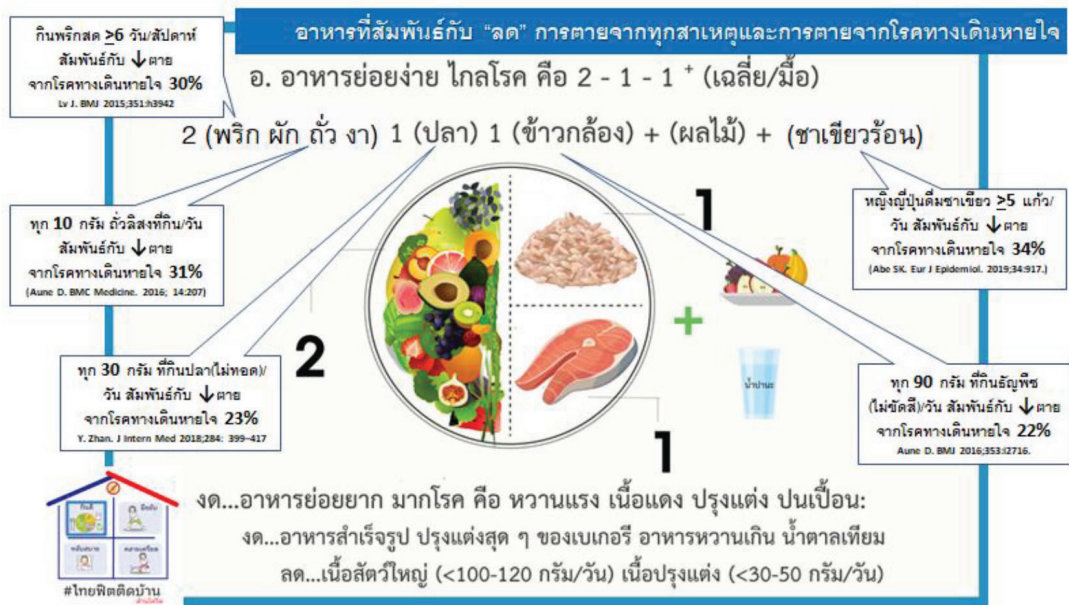 อาหารที่สัมพันธ์กับ “ลด” การตายจากทุกสาเหตุและการตายจากโรคทางเดินหายใจ
กินพริกสด ≥6 วัน/สัปดาห์
สัมพันธ์กับ ↓ตาย
จากโรคทางเดินหายใจ 30%
Lv J. BMJ 2015;351:h3942
อ. อาหารย่อยง่าย ไกลโรค คือ 2 - 1 - 1 + (เฉลี่ย/มื้อ)
2 (พริก ผัก ถั่ว งา) 1 (ปลา) 1 (ข้าวกล้อง) + (ผลไม้) + (ชาเขียวร้อน)
ทุก 10 กรัม ถั่วลิสงที่กิน/วัน
สัมพันธ์กับ ↓ตาย
จากโรคทางเดินหายใจ 31%
(Aune D. BMC Medicine. 2016; 14:207)
1
หญิงญี่ปุ่นดื่มชาเขียว ≥5 แก้ว/
วัน สัมพันธ์กับ ↓ตาย
จากโรคทางเดินหายใจ 34%
(Abe SK. Eur J Epidemiol. 2019;34:917.)
2
+
น้ำปานะ
1
ทุก 30 กรัม ที่กินปลา(ไม่ทอด)/
วัน สัมพันธ์กับ ↓ตาย
จากโรคทางเดินหายใจ 23%
Y. Zhan. J Intern Med 2018;284: 399–417
ทุก 90 กรัม ที่กินธัญพืช
(ไม่ขัดสี)/วัน สัมพันธ์กับ ↓ตาย
จากโรคทางเดินหายใจ 22%
Aune D. BMJ 2016;353:i2716.
งด...อาหารย่อยยาก มากโรค คือ หวานแรง เนื้อแดง ปรุงแต่ง ปนเปื้อน:
งด...อาหารสำเร็จรูป ปรุงแต่งสุด ๆ ของเบเกอรี อาหารหวานเกิน น้ำตาลเทียม
ลด...เนื้อสัตว์ใหญ่ (<100-120 กรัม/วัน) เนื้อปรุงแต่ง (<30-50 กรัม/วัน)
#ไทยฟิตติดบ้าน